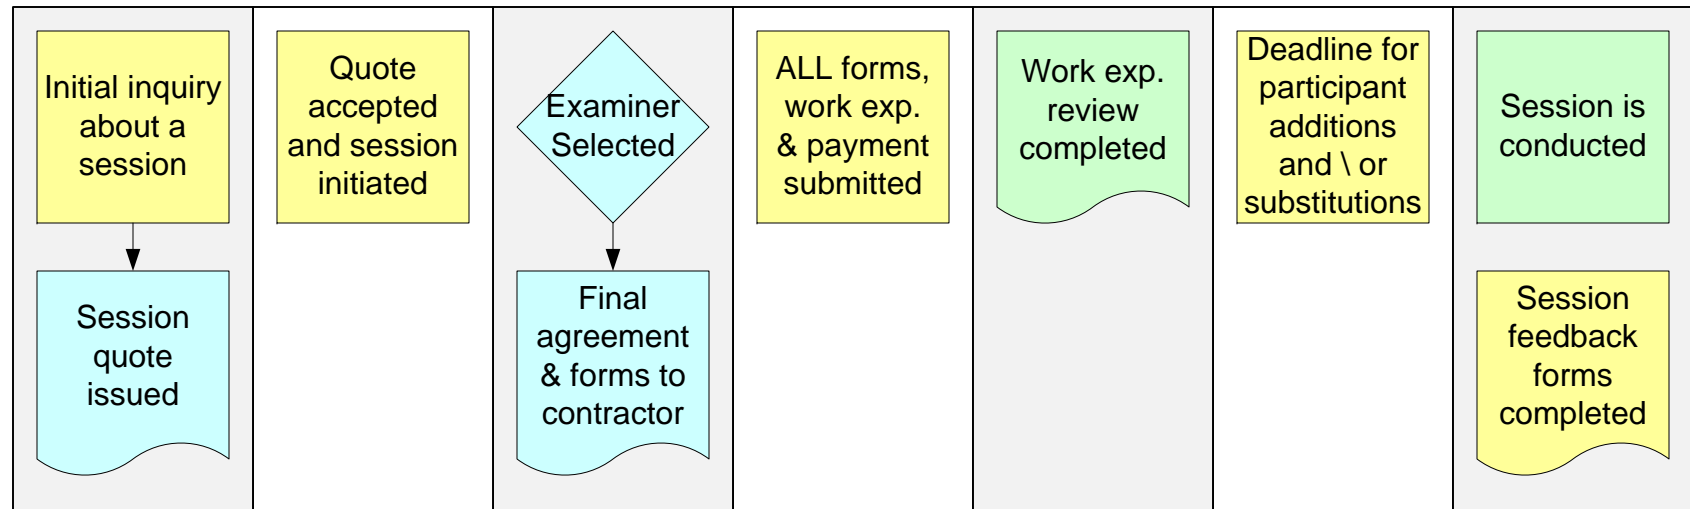 Initial inquiry
about a
session
Session
quote
issued
Quote
accepted
and session
initiated
Examiner
Selected
Final
agreement
& forms to
contractor
ALL forms,
work exp.
& payment
submitted
Work exp.
review
completed
Deadline for
participant
additions
and \ or
substitutions
Session is
conducted
Session
feedback
forms
completed